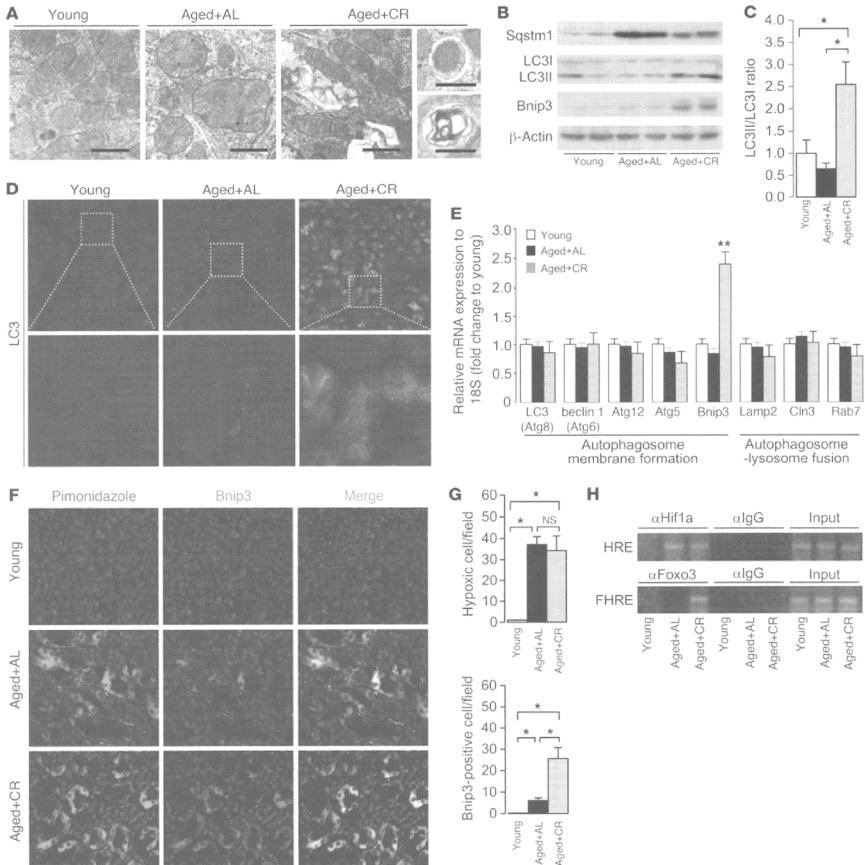 A
Young
Aged+AL
Aged+CR
B
Sqstm1
LC3I
LC3II
Bnip3
β-Actin
Young
Aged+AL
Aged+CR
C
LC3II/LC3I ratio
4.0
3.5
3.0
2.5
2.0
1.5
1.0
0.5
0.0
*
*
Young
Aged+AL
Aged+CR
D
Young
Aged+AL
Aged+CR
LC3
E
Relative mRNA expression to
18S (fold change to young)
3.0
2.5
2.0
1.5
1.0
0.5
0
Young
Aged+AL
Aged+CR
**
LC3
(Atg8)
beclin 1
(Atg6)
Atg12
Atg5
Bnip3
Lamp2
Cln3
Rab7
Autophagosome
membrane formation
Autophagosome
-lysosome fusion
F
Pimonidazole
Bnip3
Merge
Young
Aged+AL
Aged+CR
G
Hypoxic cell/field
60
50
40
30
20
10
0
*
*
NS
Young
Aged+AL
Aged+CR
Bnip3-positive cell/field
60
50
40
30
20
10
0
*
*
*
Young
Aged+AL
Aged+CR
H
αHif1a
αIgG
Input
HRE
αFoxo3
αIgG
Input
FHRE
Young
Aged+AL
Aged+CR
Young
Aged+AL
Aged+CR
Young
Aged+AL
Aged+CR